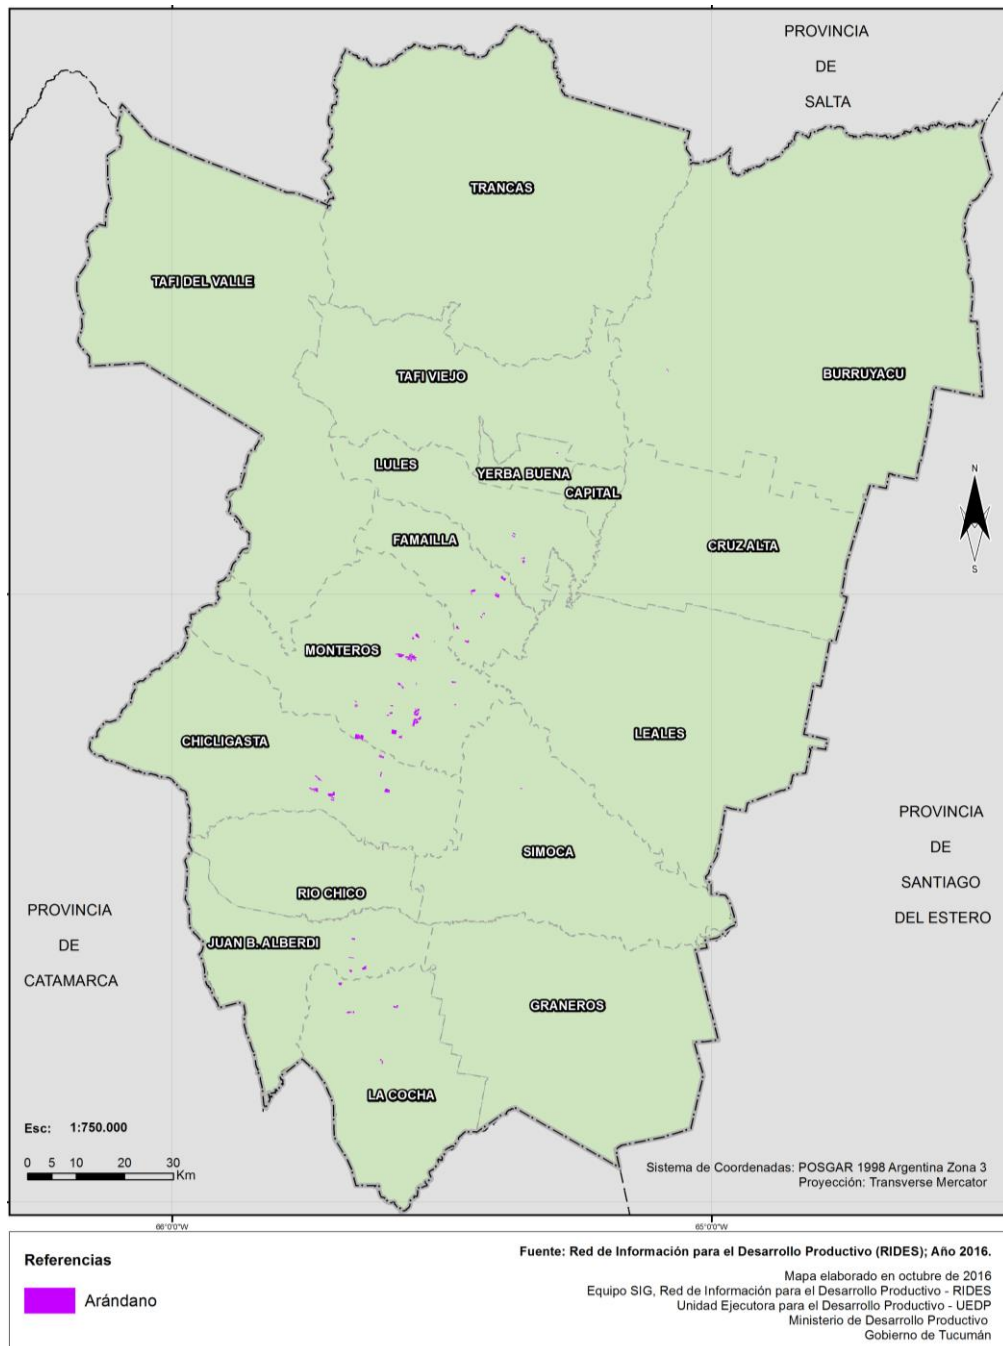 PROVINCIA
DE
SALTA
TRANCAS
TAFI DEL VALLE
TAFI VIEJO
BURRUYACU
LULES
YERBA BUENA
CAPITAL
N
S
FAMAILLA
CRUZ ALTA
MONTEROS
CHICLIGASTA
LEALES
PROVINCIA
DE
SANTIAGO
DEL ESTERO
SIMOCA
RIO CHICO
PROVINCIA
DE
CATAMARCA
JUAN B. ALBERDI
GRANEROS
LA COCHA
Esc: 1:750.000
0 5 10 20 30
Km
Sistema de Coordenadas: POSGAR 1998 Argentina Zona 3
Proyección: Transverse Mercator
66°0'0"W 65°0'0"W
Referencias
Arándano
Fuente: Red de Información para el Desarrollo Productivo (RIDES); Año 2016.
Mapa elaborado en octubre de 2016
Equipo SIG, Red de Información para el Desarrollo Productivo - RIDES
Unidad Ejecutora para el Desarrollo Productivo - UEDP
Ministerio de Desarrollo Productivo
Gobierno de Tucumán